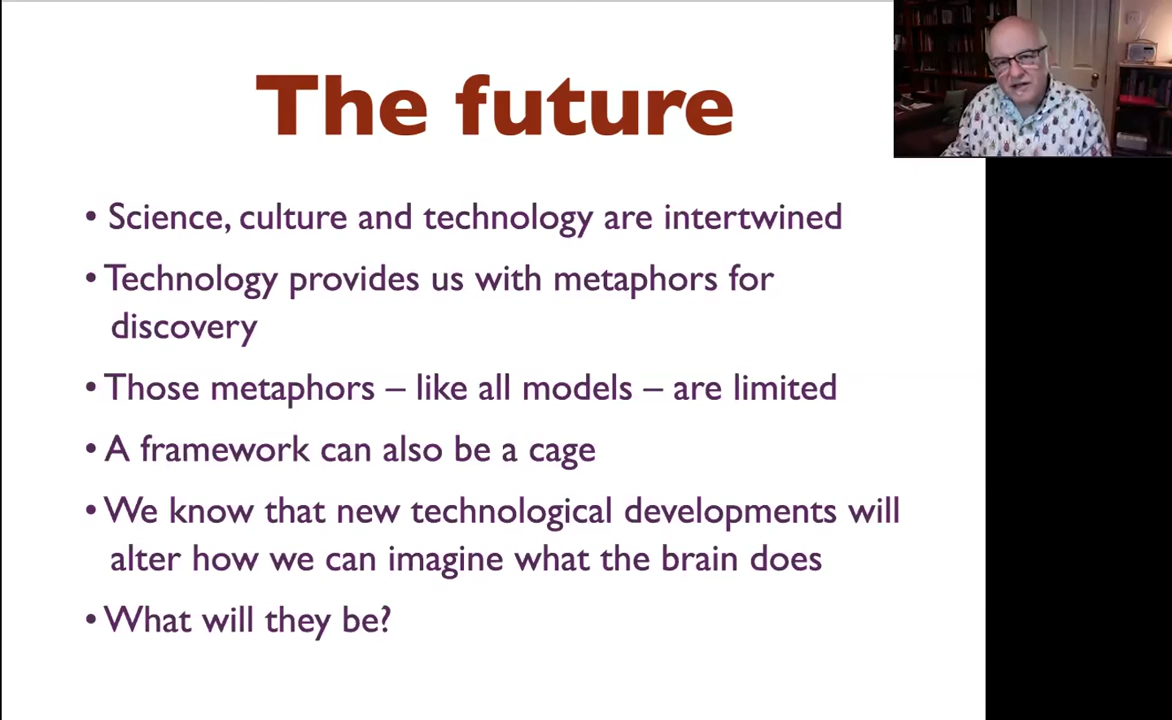 The future
• Science, culture and technology are intertwined
• Technology provides us with metaphors for
discovery
• Those metaphors – like all models – are limited
• A framework can also be a cage
• We know that new technological developments will
alter how we can imagine what the brain does
• What will they be?